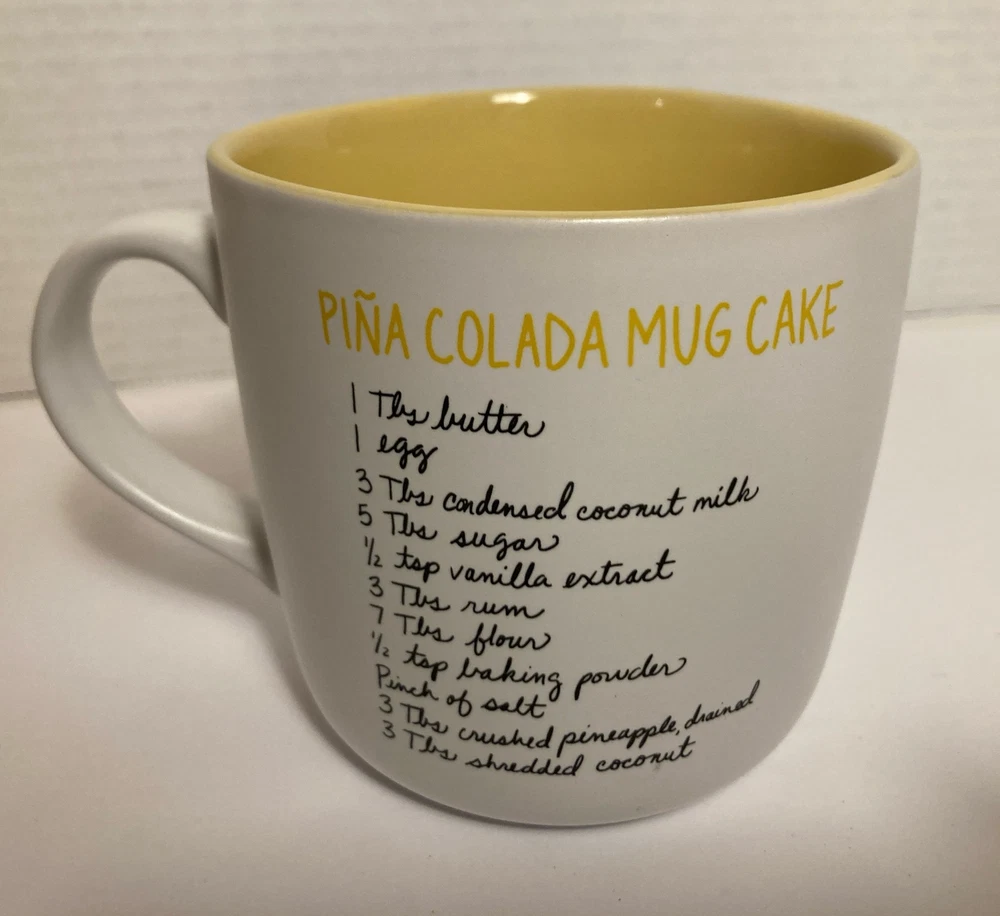 PIÑA COLADA MUG CAKE
1 Tbs butter
1 egg
3 Tbs condensed coconut milk
5 Tbs sugar
1/2 tsp vanilla extract
3 Tbs rum
7 Tbs flour
1/2 tsp baking powder
Pinch of salt
3 Tbs crushed pineapple, drained
3 Tbs shredded coconut